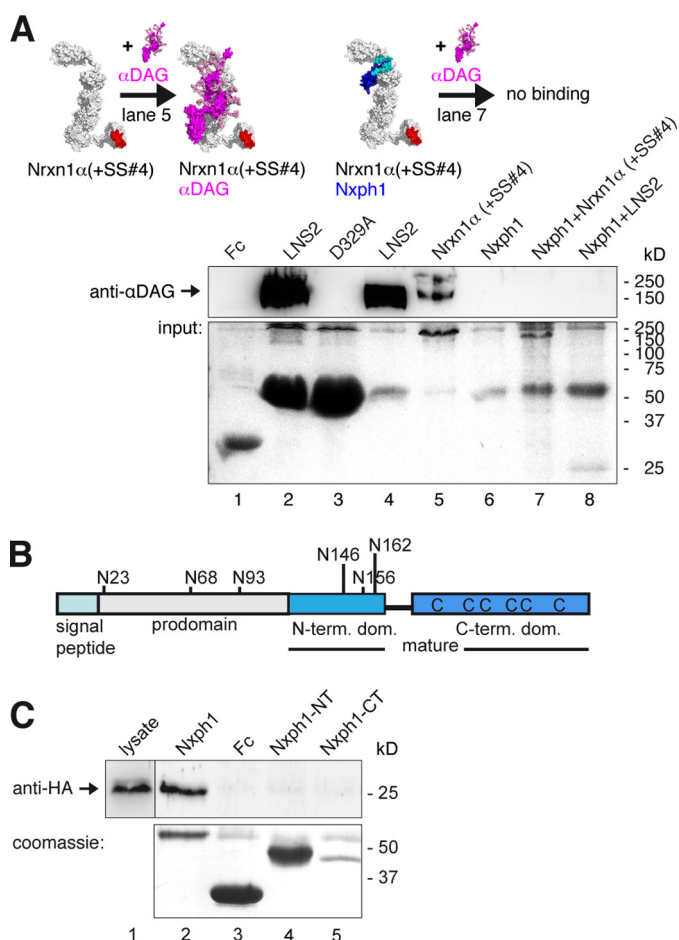 A
+
αDAG
lane 5
+
αDAG
lane 7
no binding
Nrxn1α(+SS#4)
Nrxn1α(+SS#4)
αDAG
Nrxn1α(+SS#4)
Nxph1
Fc
LNS2
D329A
LNS2
Nrxn1α (+SS#4)
Nxph1
Nxph1+Nrxn1α (+SS#4)
Nxph1+LNS2
kD
anti-αDAG
- 250
- 150
input:
- 250
- 150
- 100
- 75
- 50
- 37
- 25
1 2 3 4 5 6 7 8
B
N23 N68 N93 N146 N156 N162
C C C C C C
signal
peptide
prodomain
N-term. dom.
C-term. dom.
mature
C
lysate
Nxph1
Fc
Nxph1-NT
Nxph1-CT
kD
anti-HA
- 25
coomassie:
- 50
- 37
1 2 3 4 5